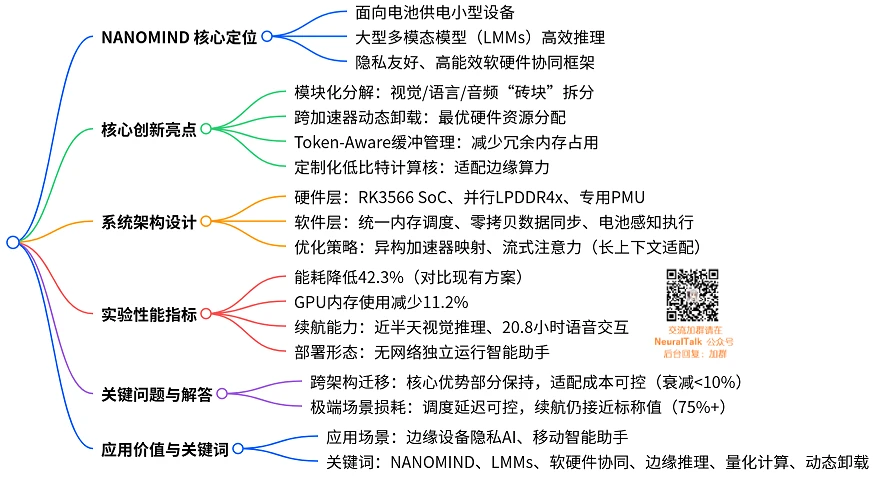 NANOMIND 核心定位
面向电池供电小型设备
大型多模态模型（LMMs）高效推理
隐私友好、高能效软硬件协同框架
核心创新亮点
模块化分解：视觉/语言/音频“砖块”拆分
跨加速器动态卸载：最优硬件资源分配
Token-Aware缓冲管理：减少冗余内存占用
定制化低比特计算核：适配边缘算力
系统架构设计
硬件层：RK3566 SoC、并行LPDDR4x、专用PMU
软件层：统一内存调度、零拷贝数据同步、电池感知执行
优化策略：异构加速器映射、流式注意力（长上下文适配）
实验性能指标
能耗降低42.3%（对比现有方案）
GPU内存使用减少11.2%
续航能力：近半天视觉推理、20.8小时语音交互
部署形态：无网络独立运行智能助手
交流加群请在
NeuralTalk 公众号
后台回复：加群
关键问题与解答
跨架构迁移：核心优势部分保持，适配成本可控（衰减<10%）
极端场景损耗：调度延迟可控，续航仍接近标称值（75%+）
应用价值与关键词
应用场景：边缘设备隐私AI、移动智能助手
关键词：NANOMIND、LMMs、软硬件协同、边缘推理、量化计算、动态卸载